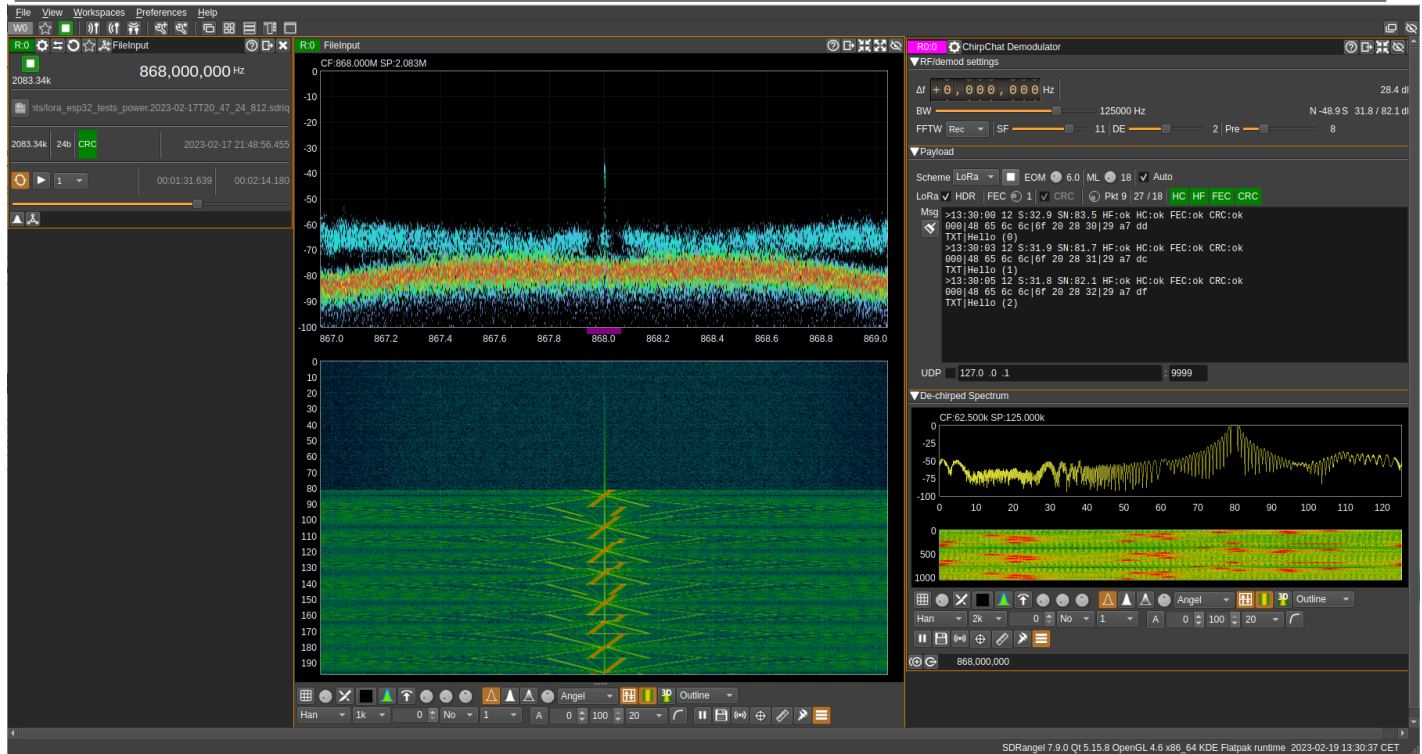 File View Workspaces Preferences Help
W0
R:0 FileInput
868,000,000 Hz
2083.34k
nts/lora_esp32_tests_power.2023-02-17T20_47_24_812.sdriq
2083.34k 24b CRC 2023-02-17 21:48:56.455
1 00:01:31.639 00:02:14.180
R:0 FileInput
CF:868.000M SP:2.083M
0
-10
-20
-30
-40
-50
-60
-70
-80
-90
-100
867.0 867.2 867.4 867.6 867.8 868.0 868.2 868.4 868.6 868.8 869.0
0
10
20
30
40
50
60
70
80
90
100
110
120
130
140
150
160
170
180
190
Angel 3D Outline
Han 1k 0 No 1 A 0 100 20
R0:0 ChirpChat Demodulator
RF/demod settings
Δf +0,000,000 Hz 28.4 d
BW 125000 Hz N -48.9 S 31.8 / 82.1 d
FFTW Rec SF 11 DE 2 Pre 8
Payload
Scheme LoRa EOM 6.0 ML 18 Auto
LoRa HDR FEC 1 CRC Pkt 9 27 / 18 HC HF FEC CRC
Msg
>13:30:00 12 S:32.9 SN:83.5 HF:ok HC:ok FEC:ok CRC:ok
000|48 65 6c 6c|6f 20 28 30|29 a7 dd
TXT|Hello (0)
>13:30:03 12 S:31.9 SN:81.7 HF:ok HC:ok FEC:ok CRC:ok
000|48 65 6c 6c|6f 20 28 31|29 a7 dc
TXT|Hello (1)
>13:30:05 12 S:31.8 SN:82.1 HF:ok HC:ok FEC:ok CRC:ok
000|48 65 6c 6c|6f 20 28 32|29 a7 df
TXT|Hello (2)
UDP 127.0 .0 .1 : 9999
De-chirped Spectrum
CF:62.500k SP:125.000k
0
-25
-50
-75
-100
0 10 20 30 40 50 60 70 80 90 100 110 120
0
500
1000
Angel 3D Outline
Han 2k 0 No 1 A 0 100 20
868,000,000
SDRangel 7.9.0 Qt 5.15.8 OpenGL 4.6 x86_64 KDE Flatpak runtime 2023-02-19 13:30:37 CET